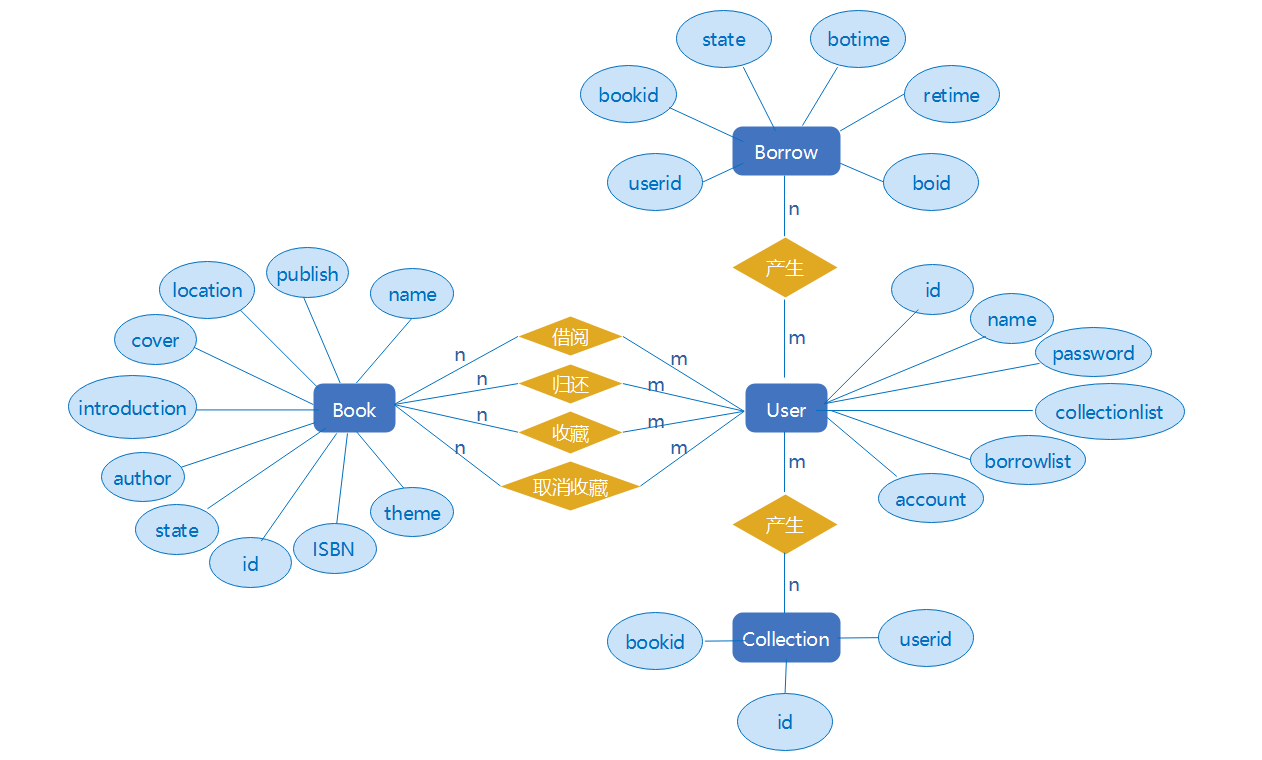 state
botime
bookid
retime
Borrow
userid
boid
n
产生
publish
location
name
id
name
cover
借阅
m
password
n
m
introduction
n
归还
m
Book
User
collectionlist
n
收藏
m
n
m
author
取消收藏
borrowlist
m
account
state
theme
产生
id
ISBN
n
bookid
Collection
userid
id